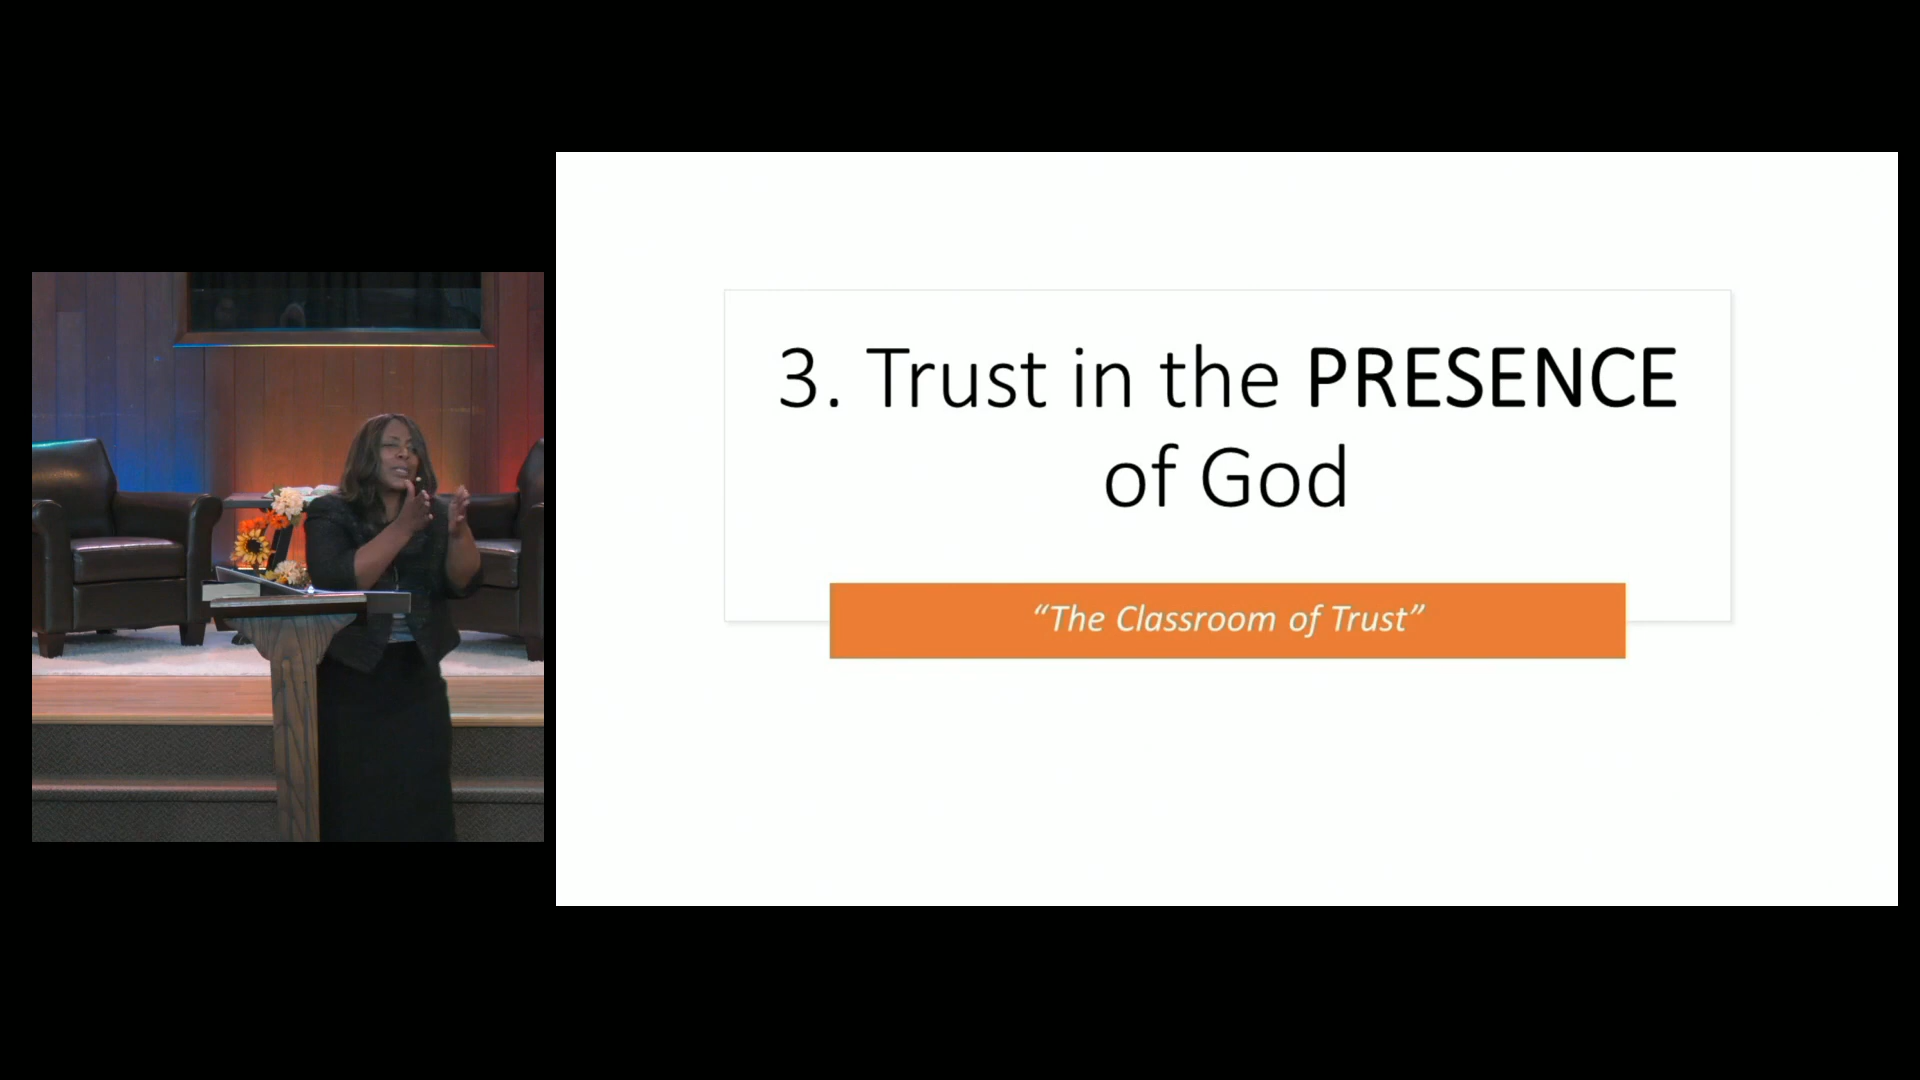 3. Trust in the PRESENCE
of God
“The Classroom of Trust”